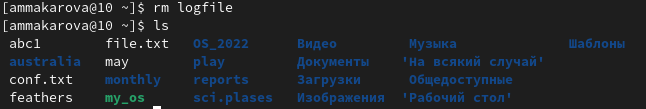 [ammakarova@10 ~]$ rm logfile
[ammakarova@10 ~]$ ls
abc1 file.txt OS_2022 Видео Музыка Шаблоны
australia may play Документы 'На всякий случай'
conf.txt monthly reports Загрузки Общедоступные
feathers my_os sci.plases Изображения 'Рабочий стол'